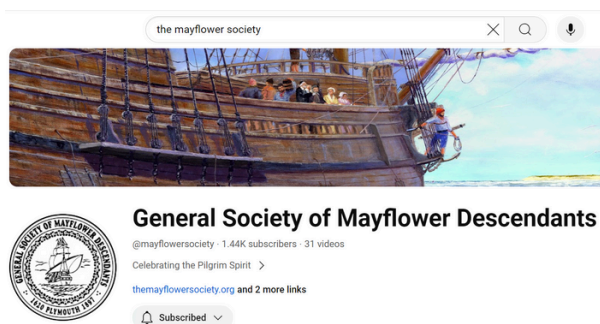 the mayflower society
General Society of Mayflower Descendants
@mayflowersociety · 1.44K subscribers · 31 videos
Celebrating the Pilgrim Spirit
themayflowersociety.org and 2 more links
Subscribed
GENERAL SOCIETY OF MAYFLOWER DESCENDANTS
1620 PLYMOUTH 1897